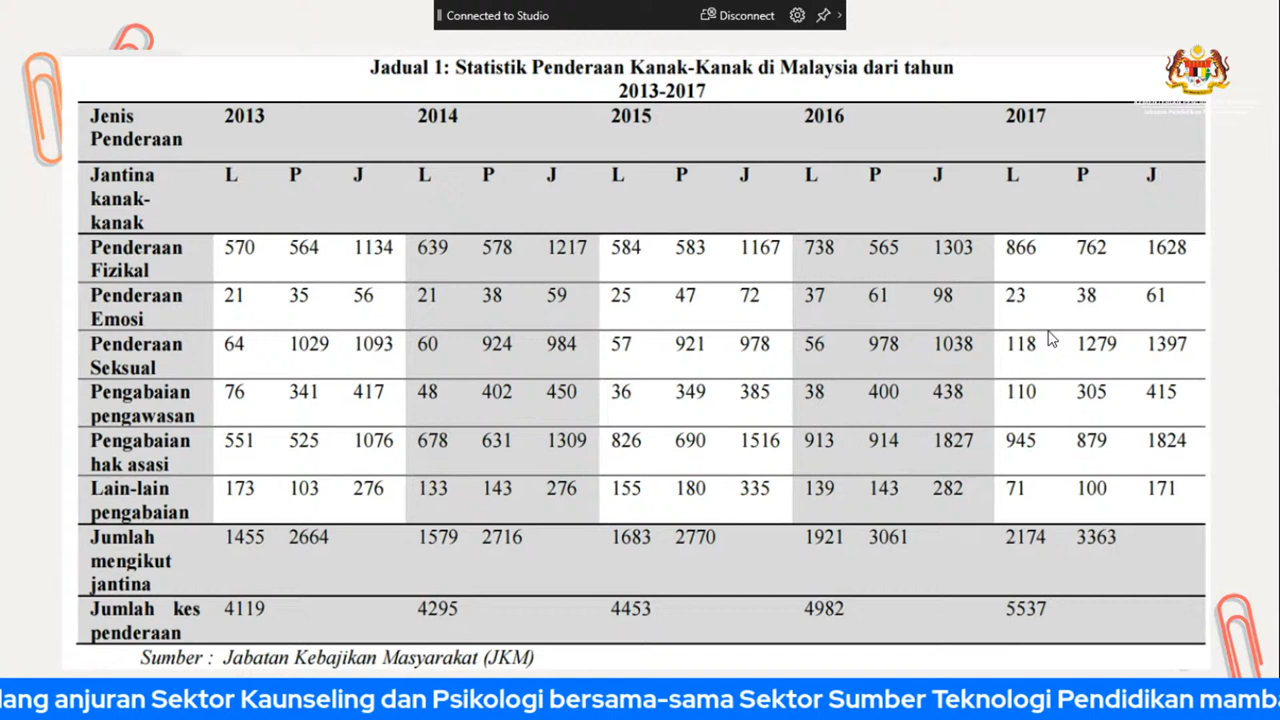 Connected to Studio Disconnect
Jadual 1: Statistik Penderaan Kanak-Kanak di Malaysia dari tahun
2013-2017
Jenis Penderaan 2013 2014 2015 2016 2017
Jantina kanak-kanak L P J L P J L P J L P J L P J
Penderaan Fizikal 570 564 1134 639 578 1217 584 583 1167 738 565 1303 866 762 1628
Penderaan Emosi 21 35 56 21 38 59 25 47 72 37 61 98 23 38 61
Penderaan Seksual 64 1029 1093 60 924 984 57 921 978 56 978 1038 118 1279 1397
Pengabaian pengawasan 76 341 417 48 402 450 36 349 385 38 400 438 110 305 415
Pengabaian hak asasi 551 525 1076 678 631 1309 826 690 1516 913 914 1827 945 879 1824
Lain-lain pengabaian 173 103 276 133 143 276 155 180 335 139 143 282 71 100 171
Jumlah mengikut jantina 1455 2664 1579 2716 1683 2770 1921 3061 2174 3363
Jumlah kes penderaan 4119 4295 4453 4982 5537
Sumber : Jabatan Kebajikan Masyarakat (JKM)
anjuran Sektor Kaunseling dan Psikologi bersama-sama Sektor Sumber Teknologi Pendidikan